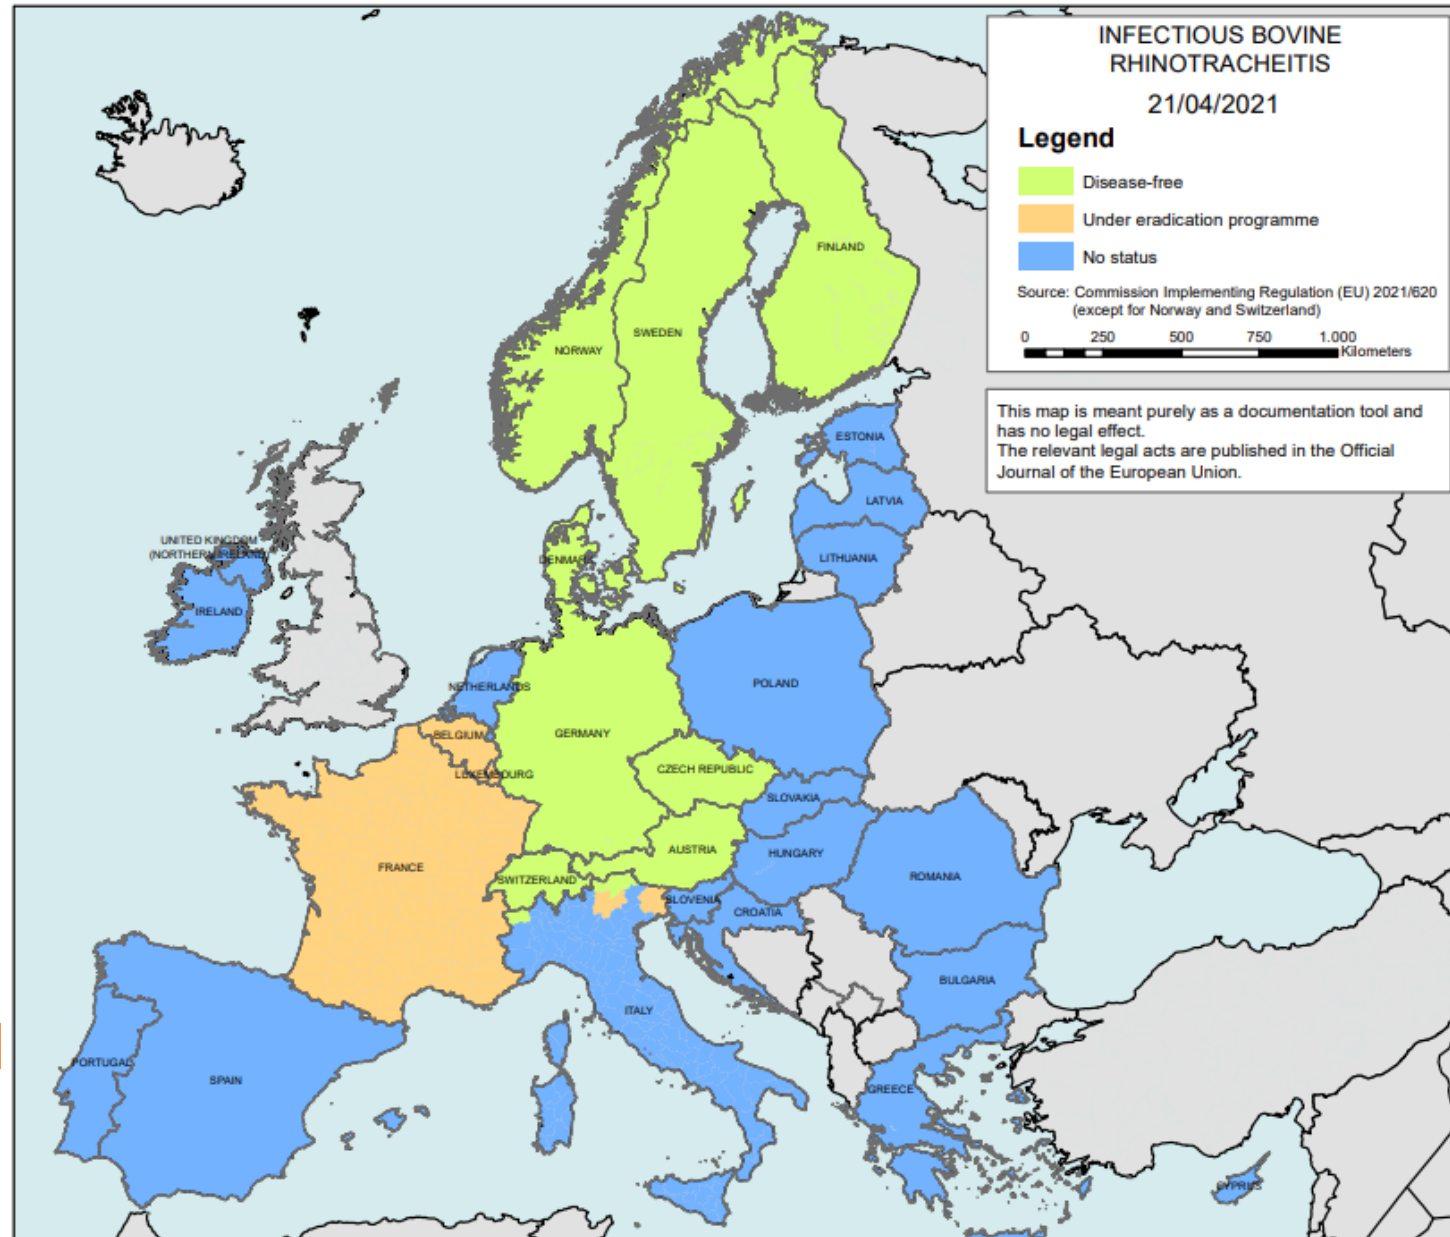 INFECTIOUS BOVINE
RHINOTRACHEITIS
21/04/2021
Legend
Disease-free
Under eradication programme
No status
Source: Commission Implementing Regulation (EU) 2021/620
(except for Norway and Switzerland)
0 250 500 750 1.000
Kilometers
This map is meant purely as a documentation tool and
has no legal effect.
The relevant legal acts are published in the Official
Journal of the European Union.
FINLAND
SWEDEN
NORWAY
ESTONIA
LATVIA
LITHUANIA
DENMARK
UNITED KINGDOM
(NORTHERN IRELAND)
IRELAND
NETHERLANDS
POLAND
BELGIUM
GERMANY
LUXEMBOURG
CZECH REPUBLIC
SLOVAKIA
AUSTRIA
HUNGARY
FRANCE
SWITZERLAND
ROMANIA
SLOVENIA
CROATIA
BULGARIA
ITALY
PORTUGAL
SPAIN
GREECE
CYPRUS